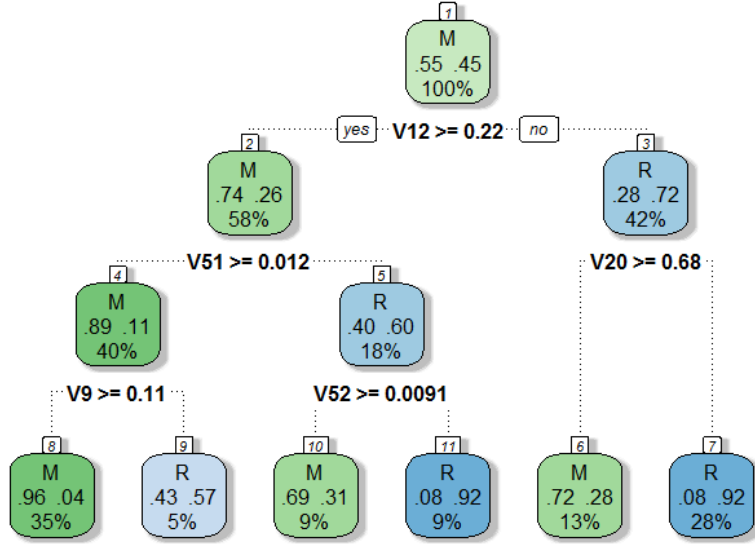 1
M
.55 .45
100%
yes V12 >= 0.22 no
2
M
.74 .26
58%
3
R
.28 .72
42%
V51 >= 0.012
V20 >= 0.68
4
M
.89 .11
40%
5
R
.40 .60
18%
V9 >= 0.11
V52 >= 0.0091
8
M
.96 .04
35%
9
R
.43 .57
5%
10
M
.69 .31
9%
11
R
.08 .92
9%
6
M
.72 .28
13%
7
R
.08 .92
28%